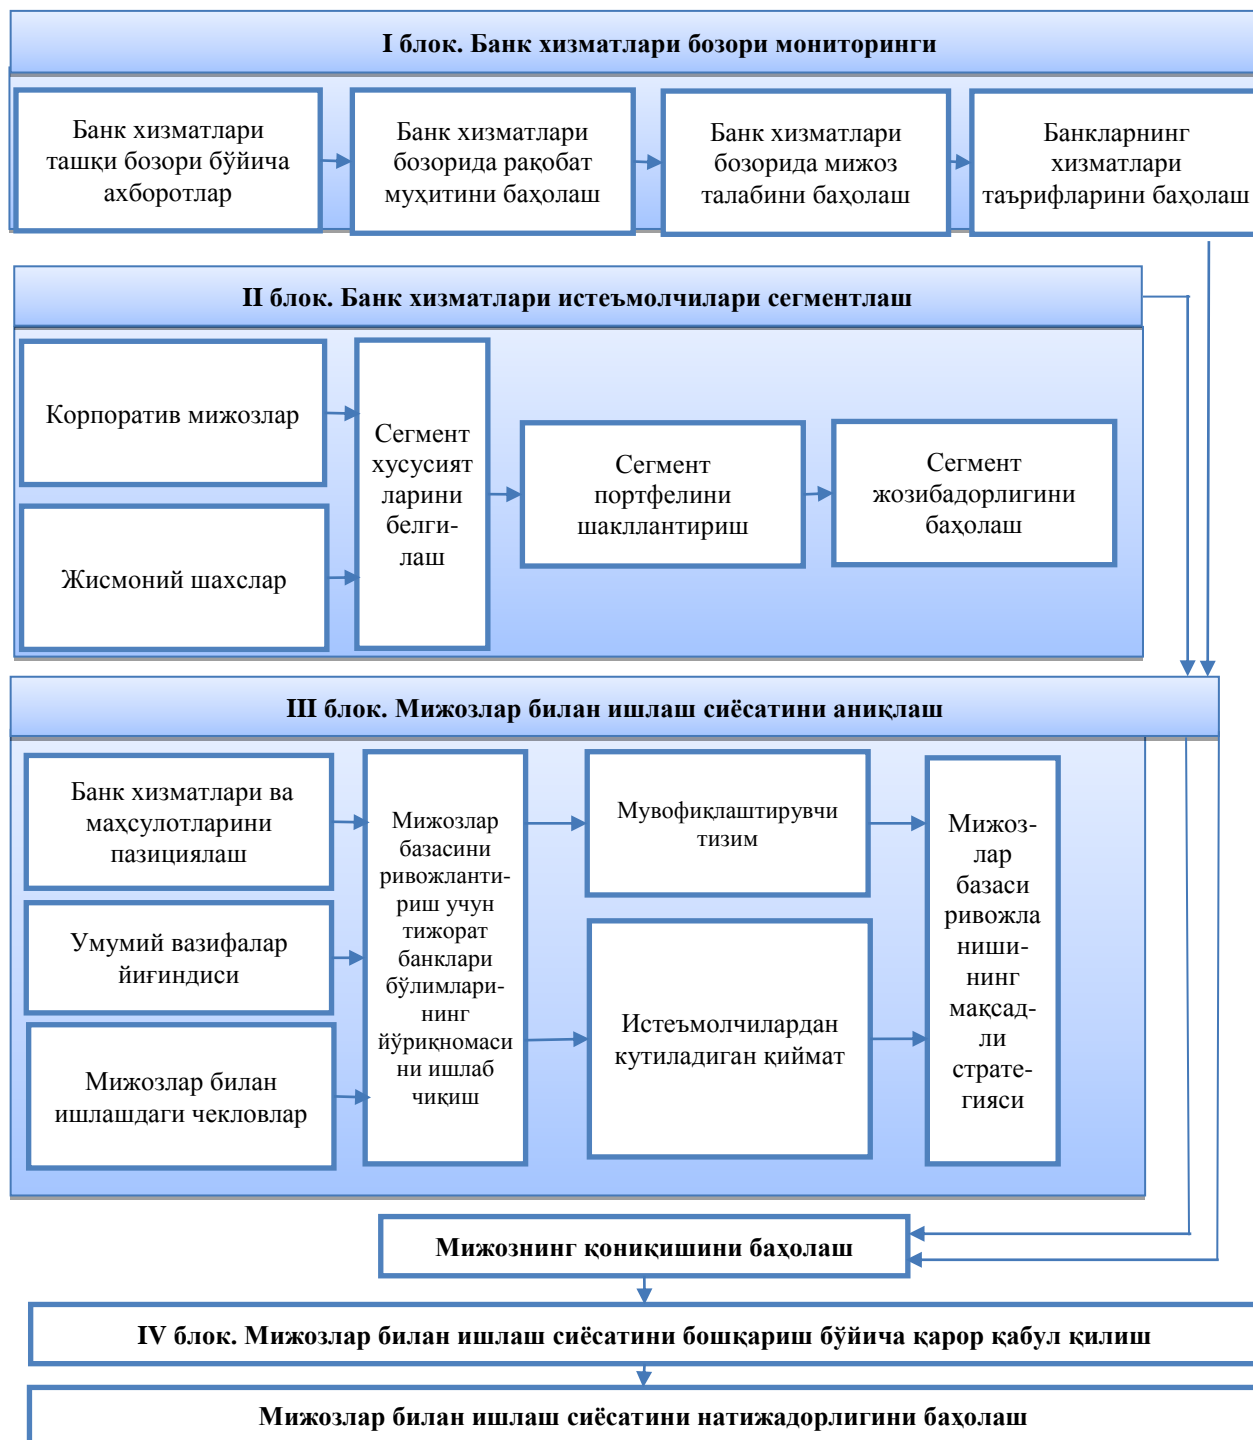 I блок. Банк хизматлари бозори мониторинги
Банк хизматлари
ташқи бозори бўйича
ахборотлар
Банк хизматлари
бозорида рақобат
муҳитини баҳолаш
Банк хизматлари
бозорида мижоз
талабини баҳолаш
Банкларнинг
хизматлари
таърифларини баҳолаш
II блок. Банк хизматлари истеъмолчилари сегментлаш
Корпоратив мижозлар
Жисмоний шахслар
Сегмент
хусусият
ларини
белги-
лаш
Сегмент
портфелини
шакллантириш
Сегмент
жозибадорлигини
баҳолаш
III блок. Мижозлар билан ишлаш сиёсатини аниқлаш
Банк хизматлари ва
маҳсулотларини
пазициялаш
Умумий вазифалар
йиғиндиси
Мижозлар билан
ишлашдаги чекловлар
Мижозлар
базасини
ривожланти-
риш учун
тижорат
банклари
бўлимлари-
нинг
йўриқномаси
ни ишлаб
чиқиш
Мувофиқлаштирувчи
тизим
Истеъмолчилардан
кутиладиган қиймат
Мижоз-
лар
базаси
ривожла
ниши-
нинг
мақсад-
ли
страте-
гияси
Мижознинг қониқишини баҳолаш
IV блок. Мижозлар билан ишлаш сиёсатини бошқариш бўйича қарор қабул қилиш
Мижозлар билан ишлаш сиёсатини натижадорлигини баҳолаш